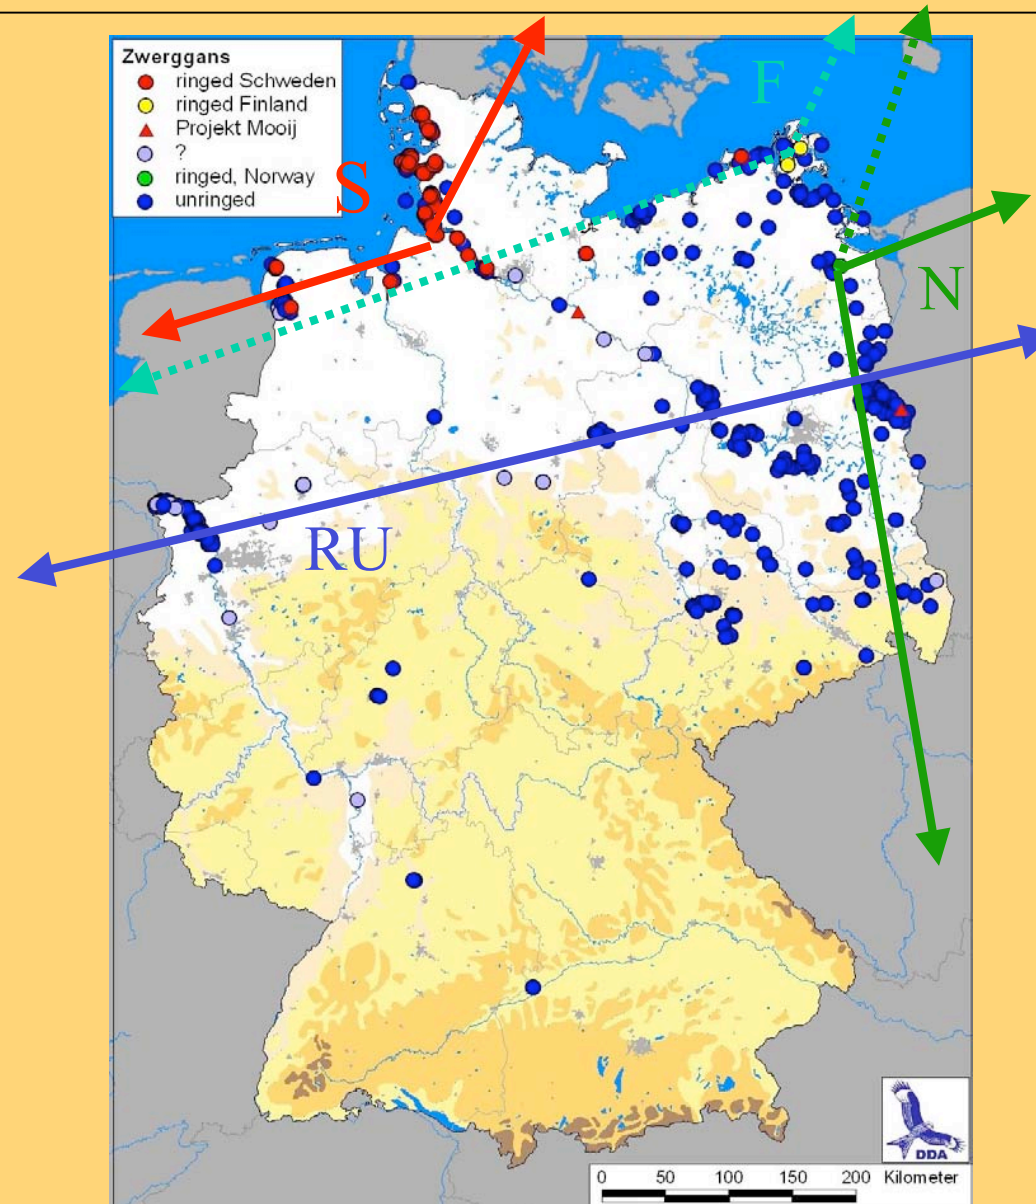 Zwerggans
ringed Schweden
ringed Finland
Projekt Mooij
?
ringed, Norway
unringed
S
F
N
RU
DDA
0 50 100 150 200 Kilometer